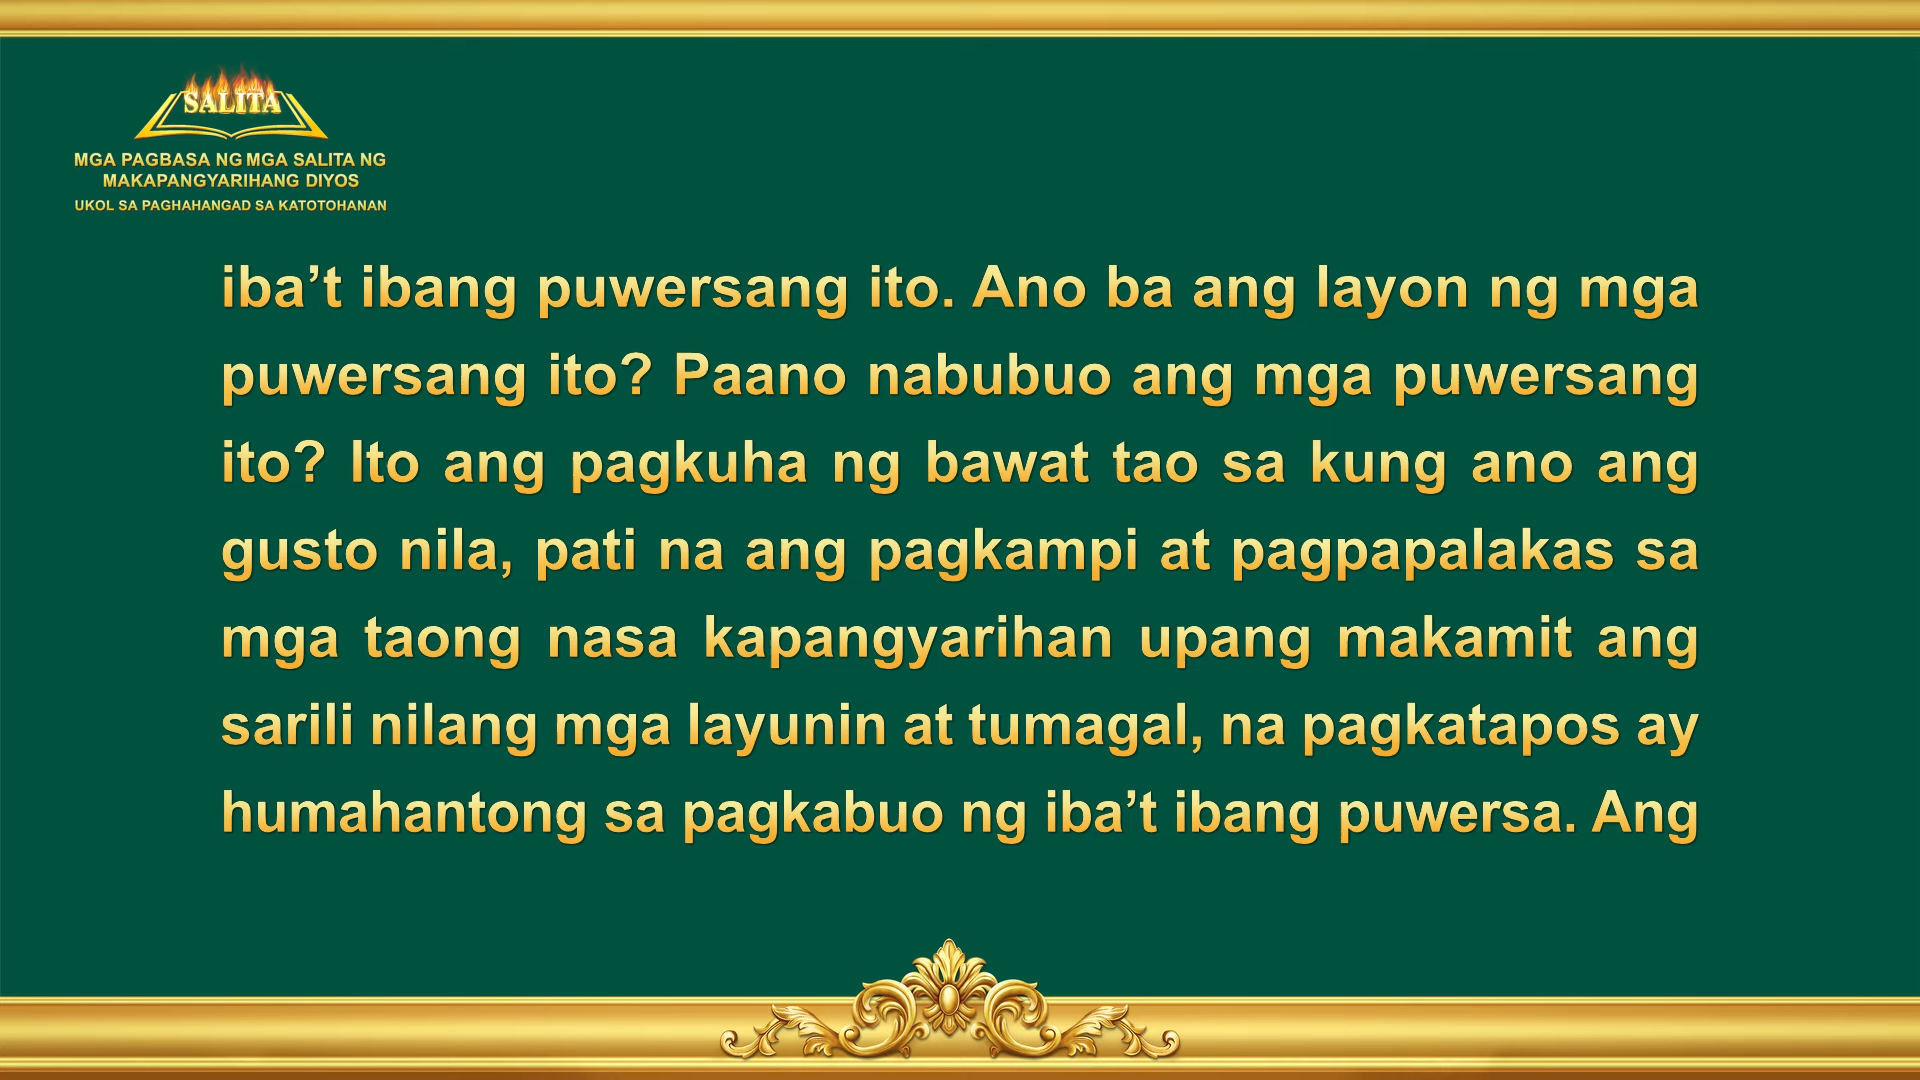 SALITA
MGA PAGBASA NG MGA SALITA NG
MAKAPANGYARIHANG DIYOS
UKOL SA PAGHAHANGAD SA KATOTOHANAN
iba’t ibang puwersang ito. Ano ba ang layon ng mga
puwersang ito? Paano nabubuo ang mga puwersang
ito? Ito ang pagkuha ng bawat tao sa kung ano ang
gusto nila, pati na ang pagkampi at pagpapalakas sa
mga taong nasa kapangyarihan upang makamit ang
sarili nilang mga layunin at tumagal, na pagkatapos ay
humahantong sa pagkabuo ng iba’t ibang puwersa. Ang